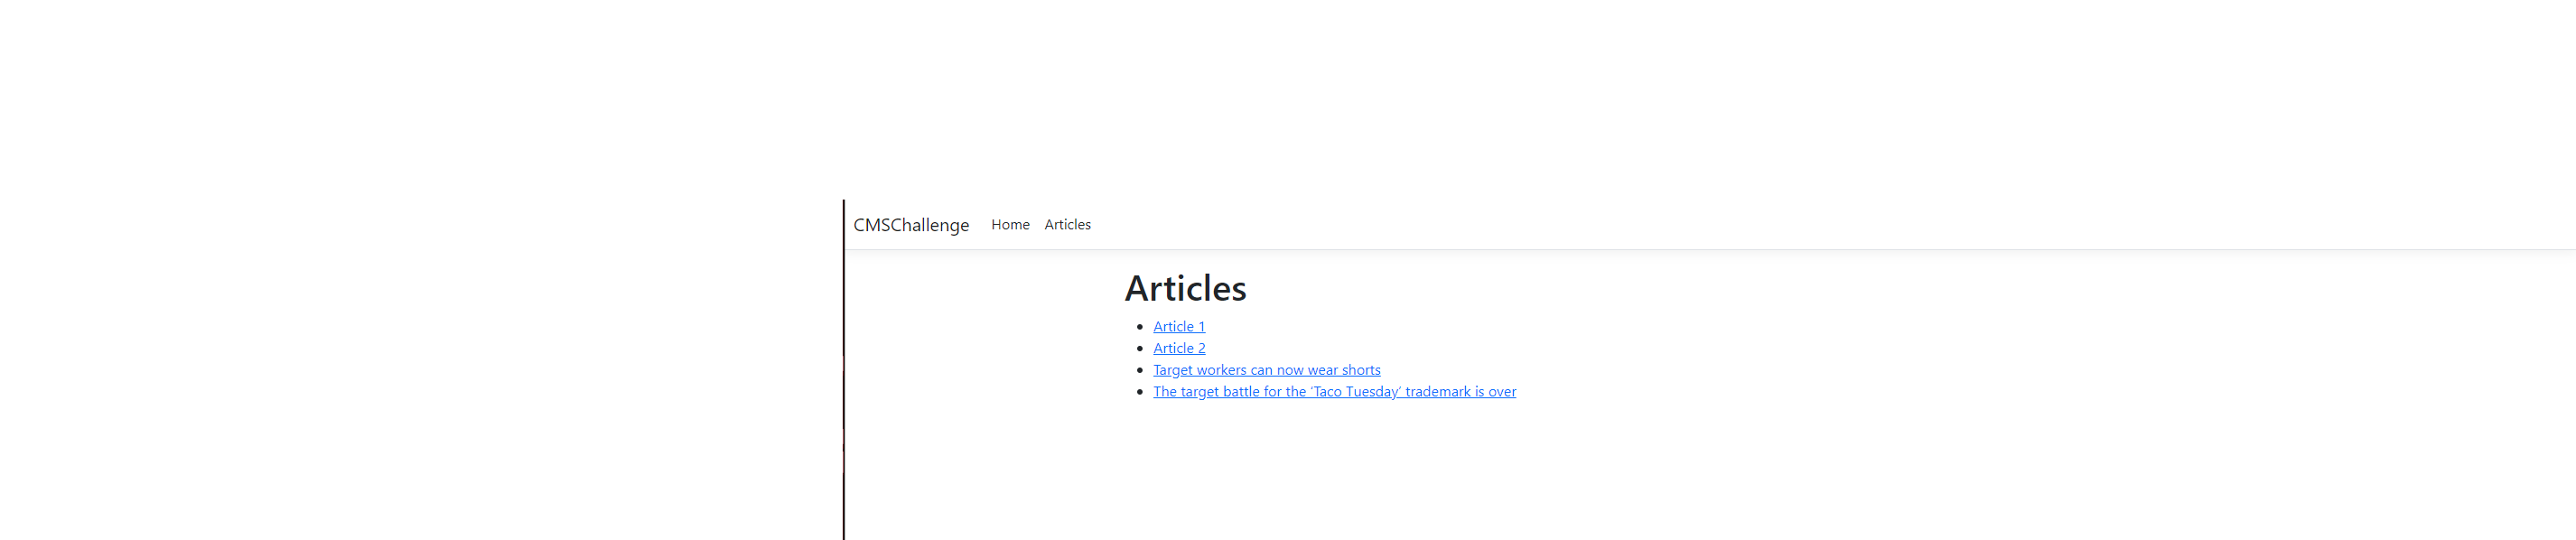 CMSChallenge Home Articles
Articles
Article 1
Article 2
Target workers can now wear shorts
The target battle for the ‘Taco Tuesday’ trademark is over